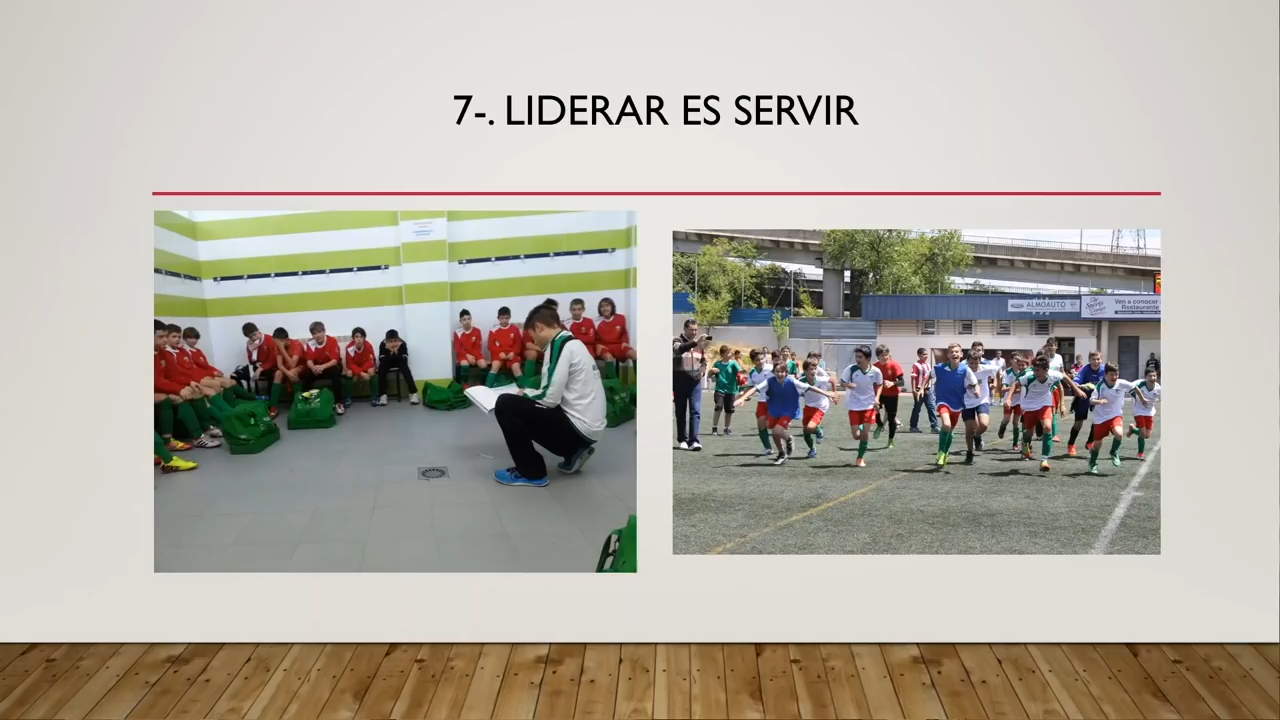 7-. LIDERAR ES SERVIR
ALMOAUTO
Ven a conocer
Restaurante